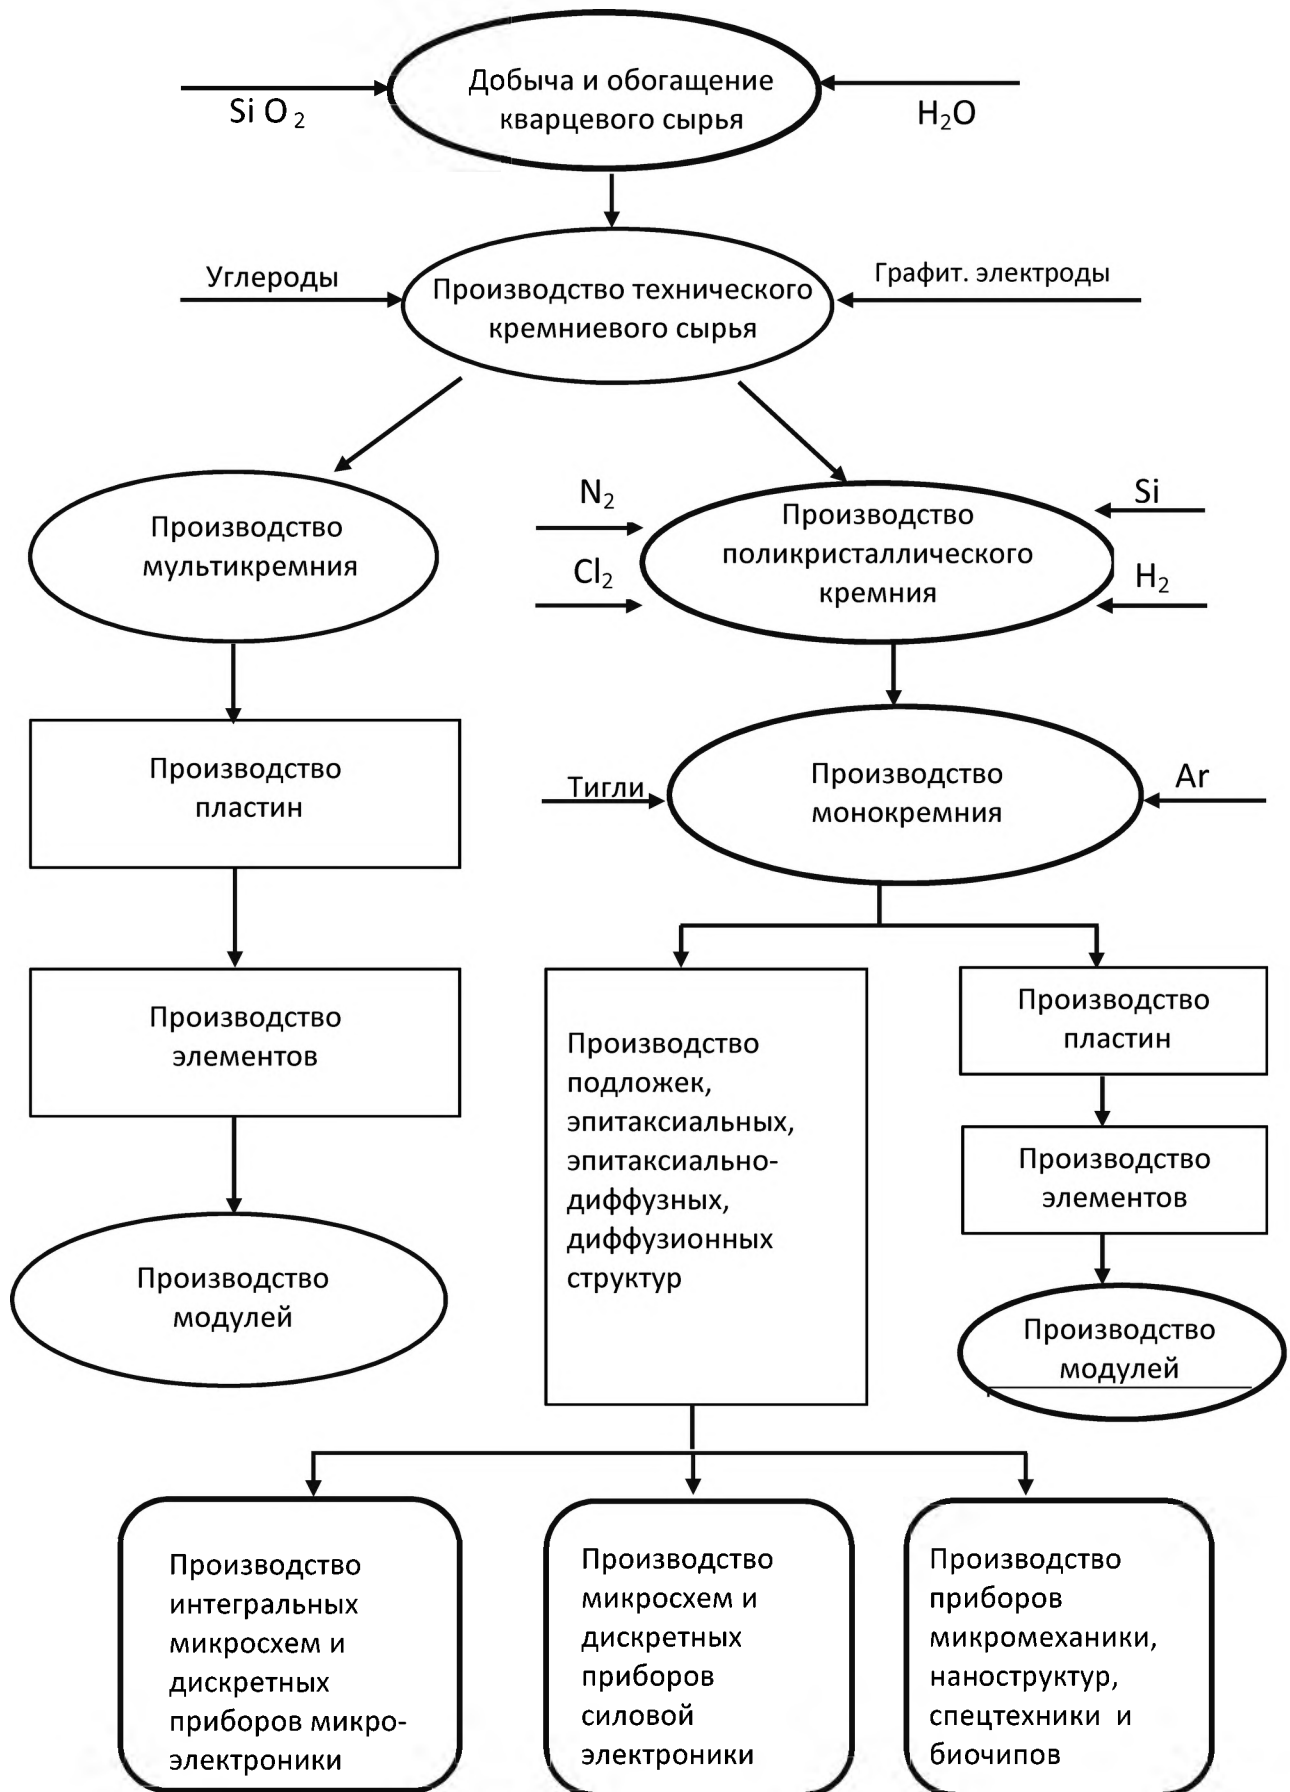 Добыча и обогащение
кварцевого сырья
Si O₂
H₂O
Углероды
Производство технического
кремниевого сырья
Графит. электроды
Производство
мультикремния
N₂
Cl₂
Производство
поликристаллического
кремния
Si
H₂
Производство
пластин
Тигли
Производство
монокремния
Ar
Производство
элементов
Производство
подложек,
эпитаксиальных,
эпитаксиально-
диффузных,
диффузионных
структур
Производство
пластин
Производство
элементов
Производство
модулей
Производство
модулей
Производство
интегральных
микросхем и
дискретных
приборов микро-
электроники
Производство
микросхем и
дискретных
приборов
силовой
электроники
Производство
приборов
микромеханики,
наноструктур,
спецтехники и
биочипов